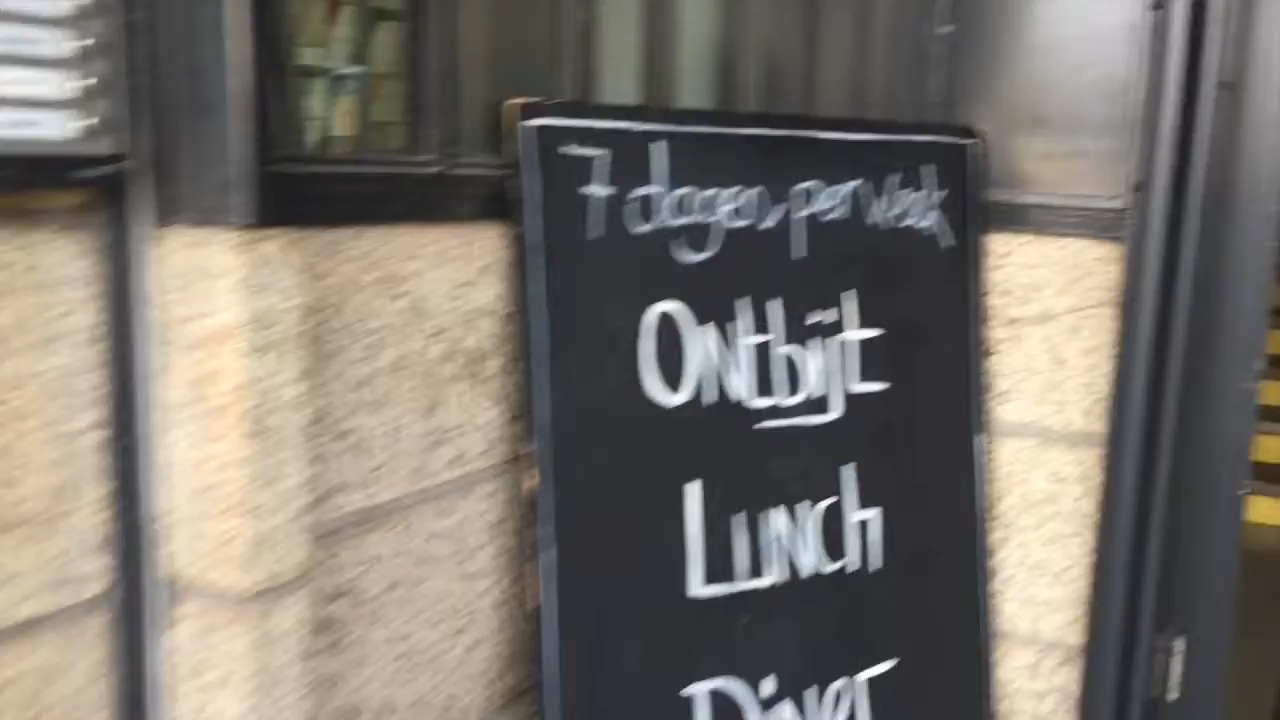 7 dagen per week
Ontbijt
Lunch
Diner